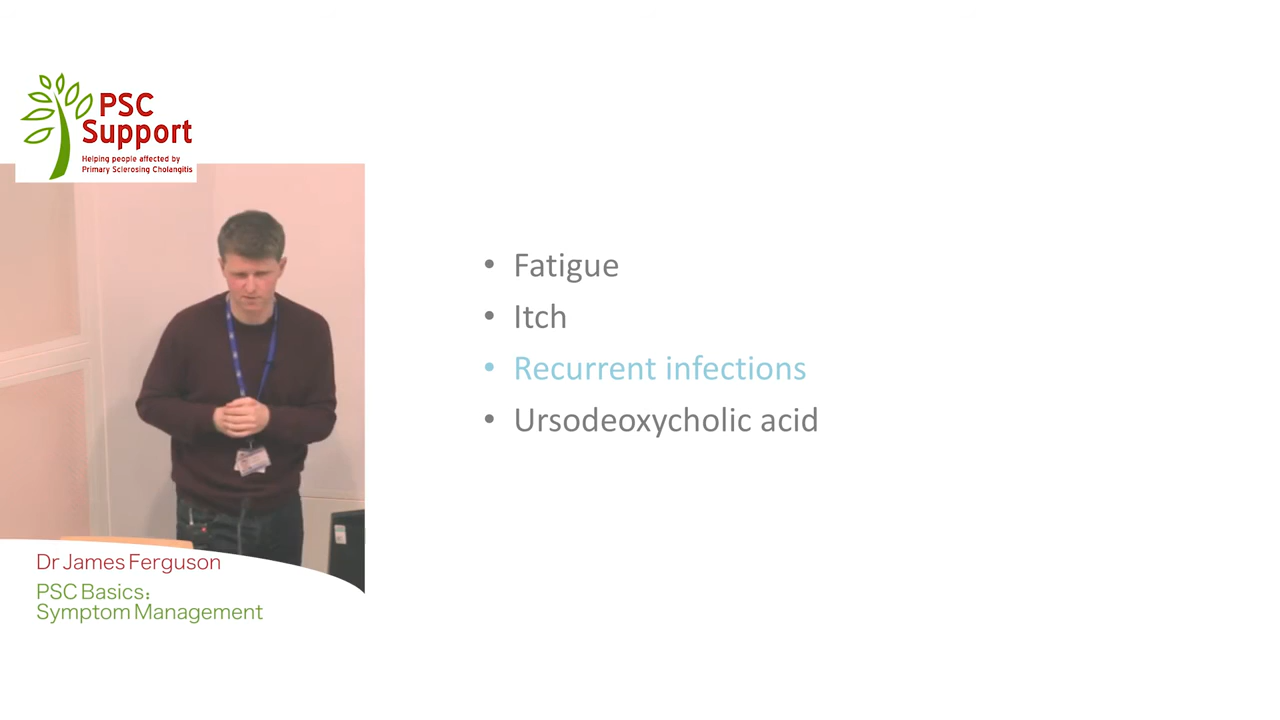 PSC
Support
Helping people affected by
Primary Sclerosing Cholangitis
• Fatigue
• Itch
• Recurrent infections
• Ursodeoxycholic acid
Dr James Ferguson
PSC Basics:
Symptom Management